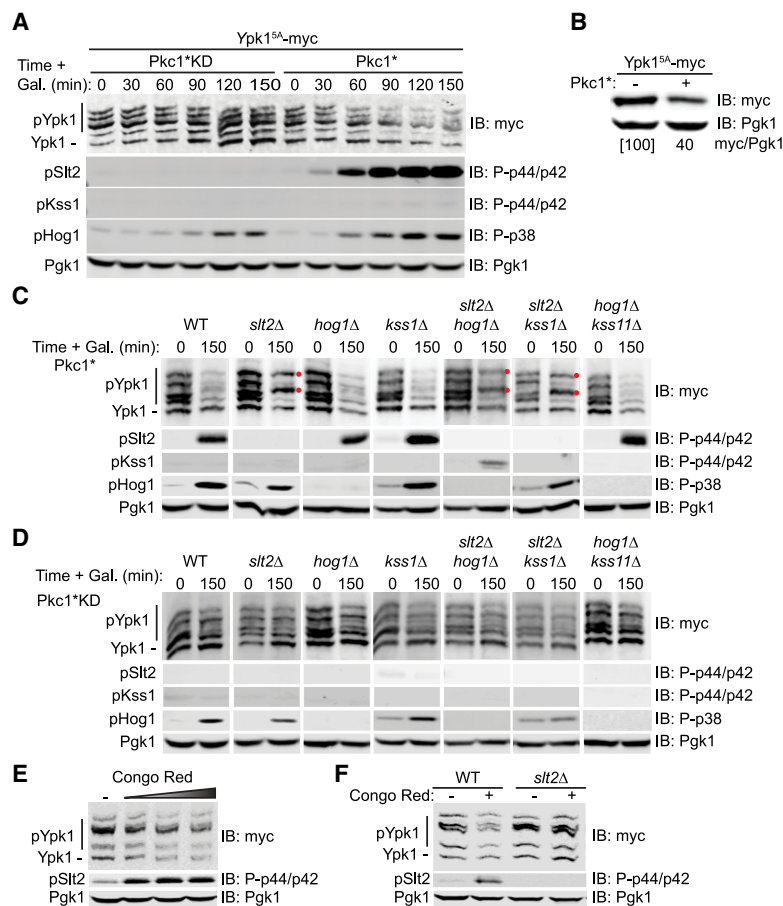 A
Ypk1⁵ᴬ-myc
Pkc1*KD Pkc1*
Time +
Gal. (min) 0 30 60 90 120 150 0 30 60 90 120 150
pYpk1
IB: myc
Ypk1 -
pSlt2 IB: P-p44/p42
pKss1 IB: P-p44/p42
pHog1 IB: P-p38
Pgk1 IB: Pgk1
B
Ypk1⁵ᴬ-myc
Pkc1*: - +
IB: myc
IB: Pgk1
[100] 40 myc/Pgk1
C
WT slt2Δ hog1Δ kss1Δ slt2Δ hog1Δ slt2Δ kss1Δ hog1Δ kss11Δ
Time + Gal. (min) 0 150 0 150 0 150 0 150 0 150 0 150 0 150
Pkc1*
pYpk1
IB: myc
Ypk1 -
pSlt2 IB: P-p44/p42
pKss1 IB: P-p44/p42
pHog1 IB: P-p38
Pgk1 IB: Pgk1
D
WT slt2Δ hog1Δ kss1Δ slt2Δ hog1Δ slt2Δ kss1Δ hog1Δ kss11Δ
Time + Gal. (min) 0 150 0 150 0 150 0 150 0 150 0 150 0 150
Pkc1*KD
pYpk1
IB: myc
Ypk1 -
pSlt2 IB: P-p44/p42
pKss1 IB: P-p44/p42
pHog1 IB: P-p38
Pgk1 IB: Pgk1
E
Congo Red
-
pYpk1
IB: myc
Ypk1 -
pSlt2 IB: P-p44/p42
Pgk1 IB: Pgk1
F
WT slt2Δ
Congo Red: - + - +
pYpk1
IB: myc
Ypk1 -
pSlt2 IB: P-p44/p42
Pgk1 IB: Pgk1